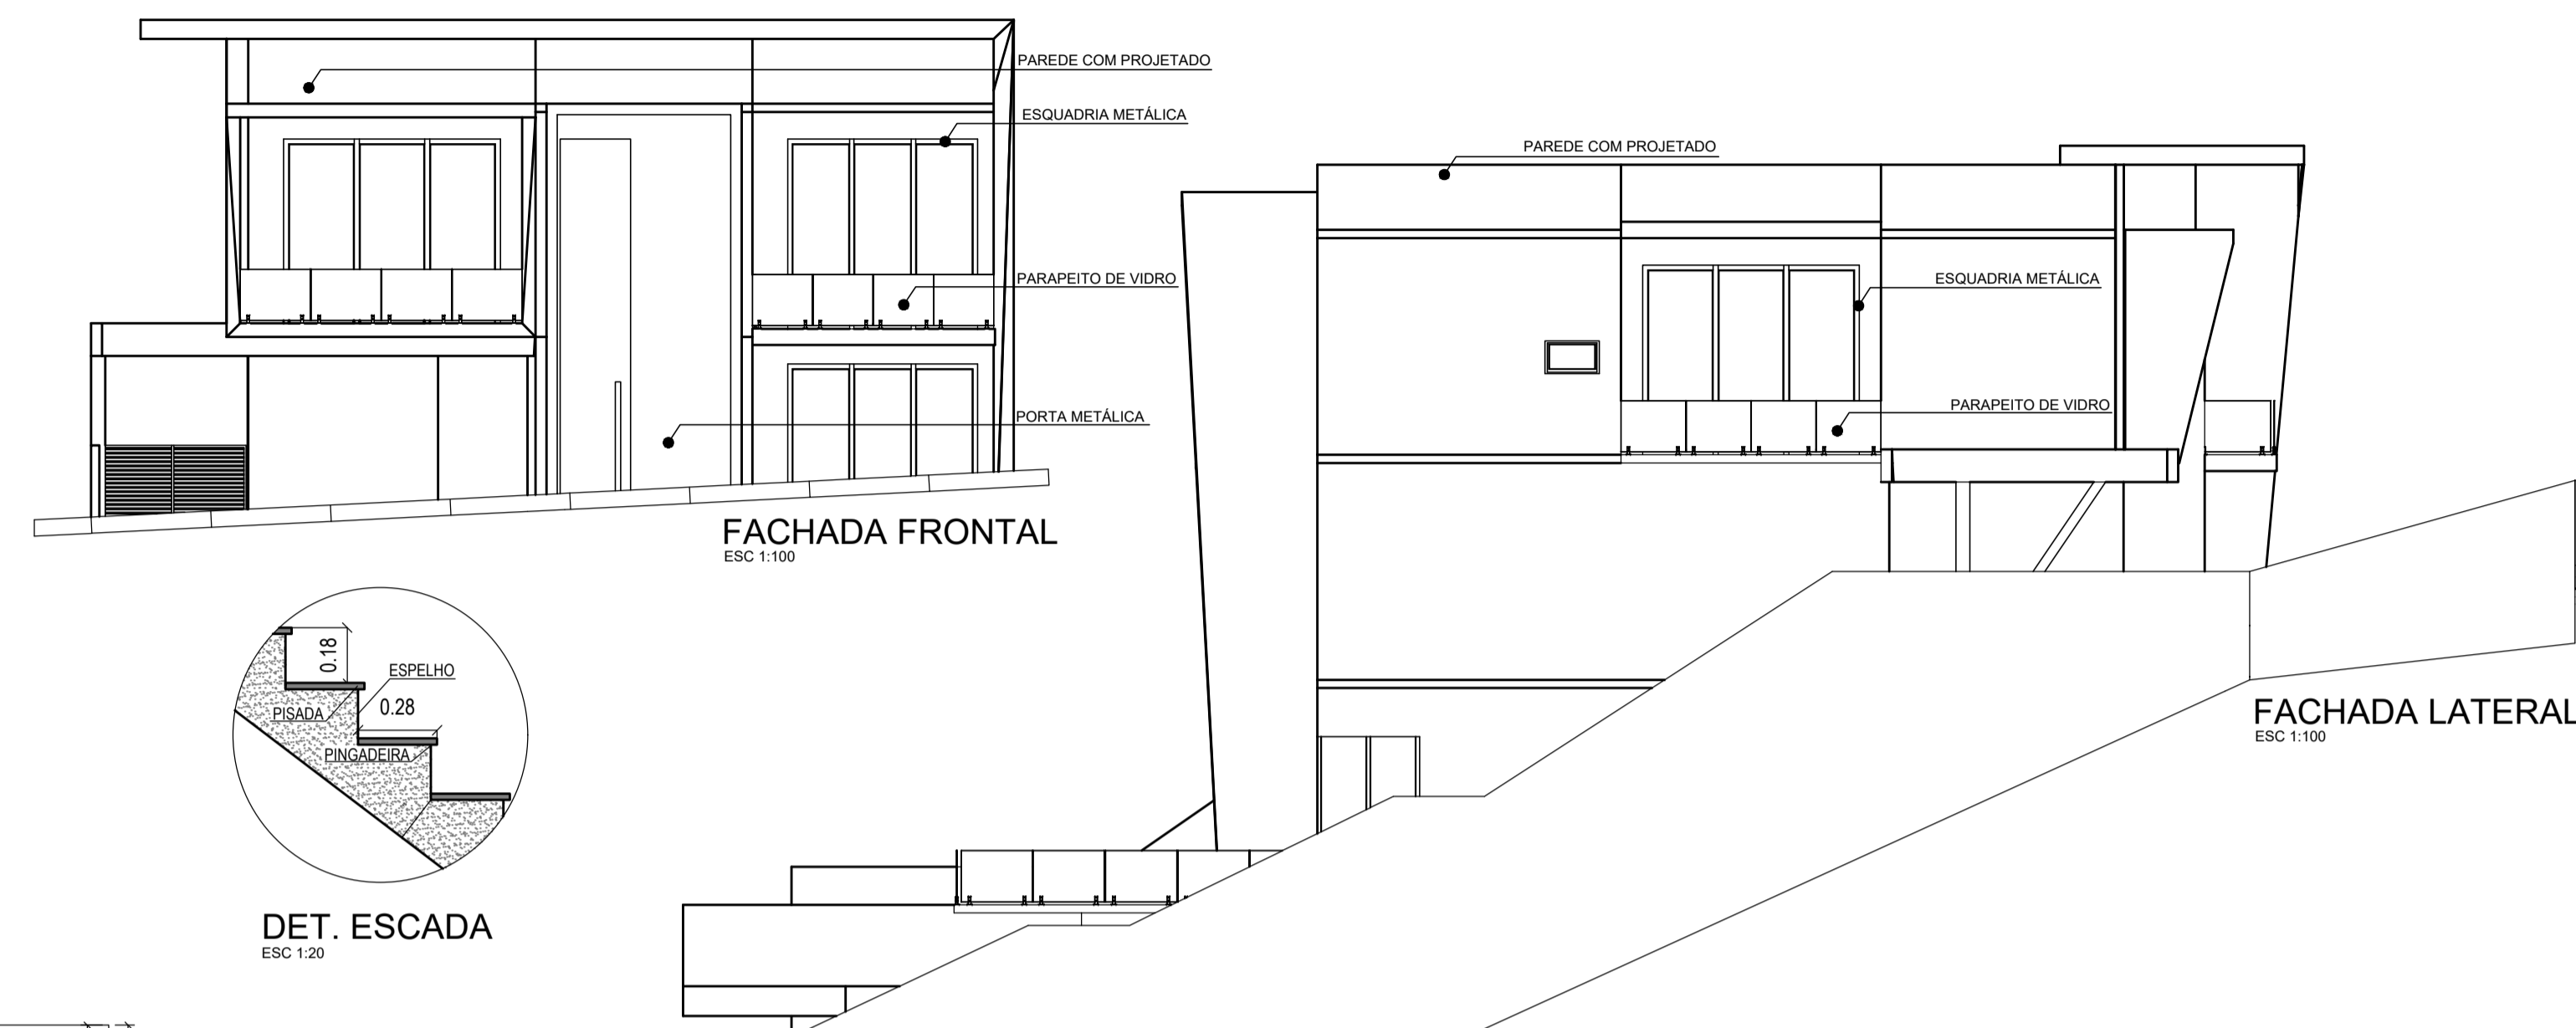 PAREDE COM PROJETADO
ESQUADRIA METÁLICA
PARAPEITO DE VIDRO
PORTA METÁLICA
FACHADA FRONTAL
ESC 1:100
PAREDE COM PROJETADO
ESQUADRIA METÁLICA
PARAPEITO DE VIDRO
FACHADA LATERAL
ESC 1:100
0.18
ESPELHO
PISADA
0.28
PINGADEIRA
DET. ESCADA
ESC 1:20